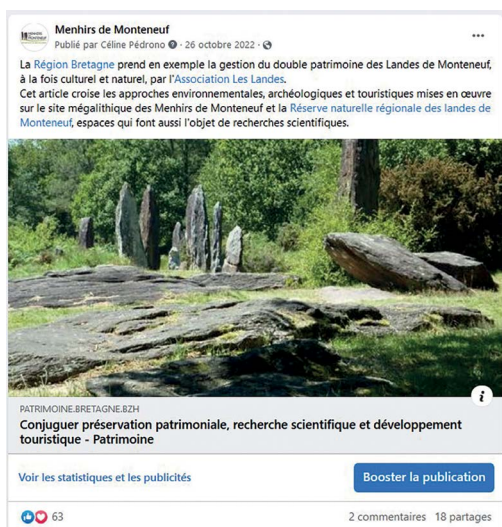 Menhirs de Monteneuf
Publié par Céline Pédrono · 26 octobre 2022 ·
La Région Bretagne prend en exemple la gestion du double patrimoine des Landes de Monteneuf,
à la fois culturel et naturel, par l'Association Les Landes.
Cet article croise les approches environnementales, archéologiques et touristiques mises en œuvre
sur le site mégalithique des Menhirs de Monteneuf et la Réserve naturelle régionale des landes de
Monteneuf, espaces qui font aussi l'objet de recherches scientifiques.
PATRIMOINE.BRETAGNE.BZH
Conjuguer préservation patrimoniale, recherche scientifique et développement
touristique - Patrimoine
Voir les statistiques et les publicités
Booster la publication
63
2 commentaires 18 partages